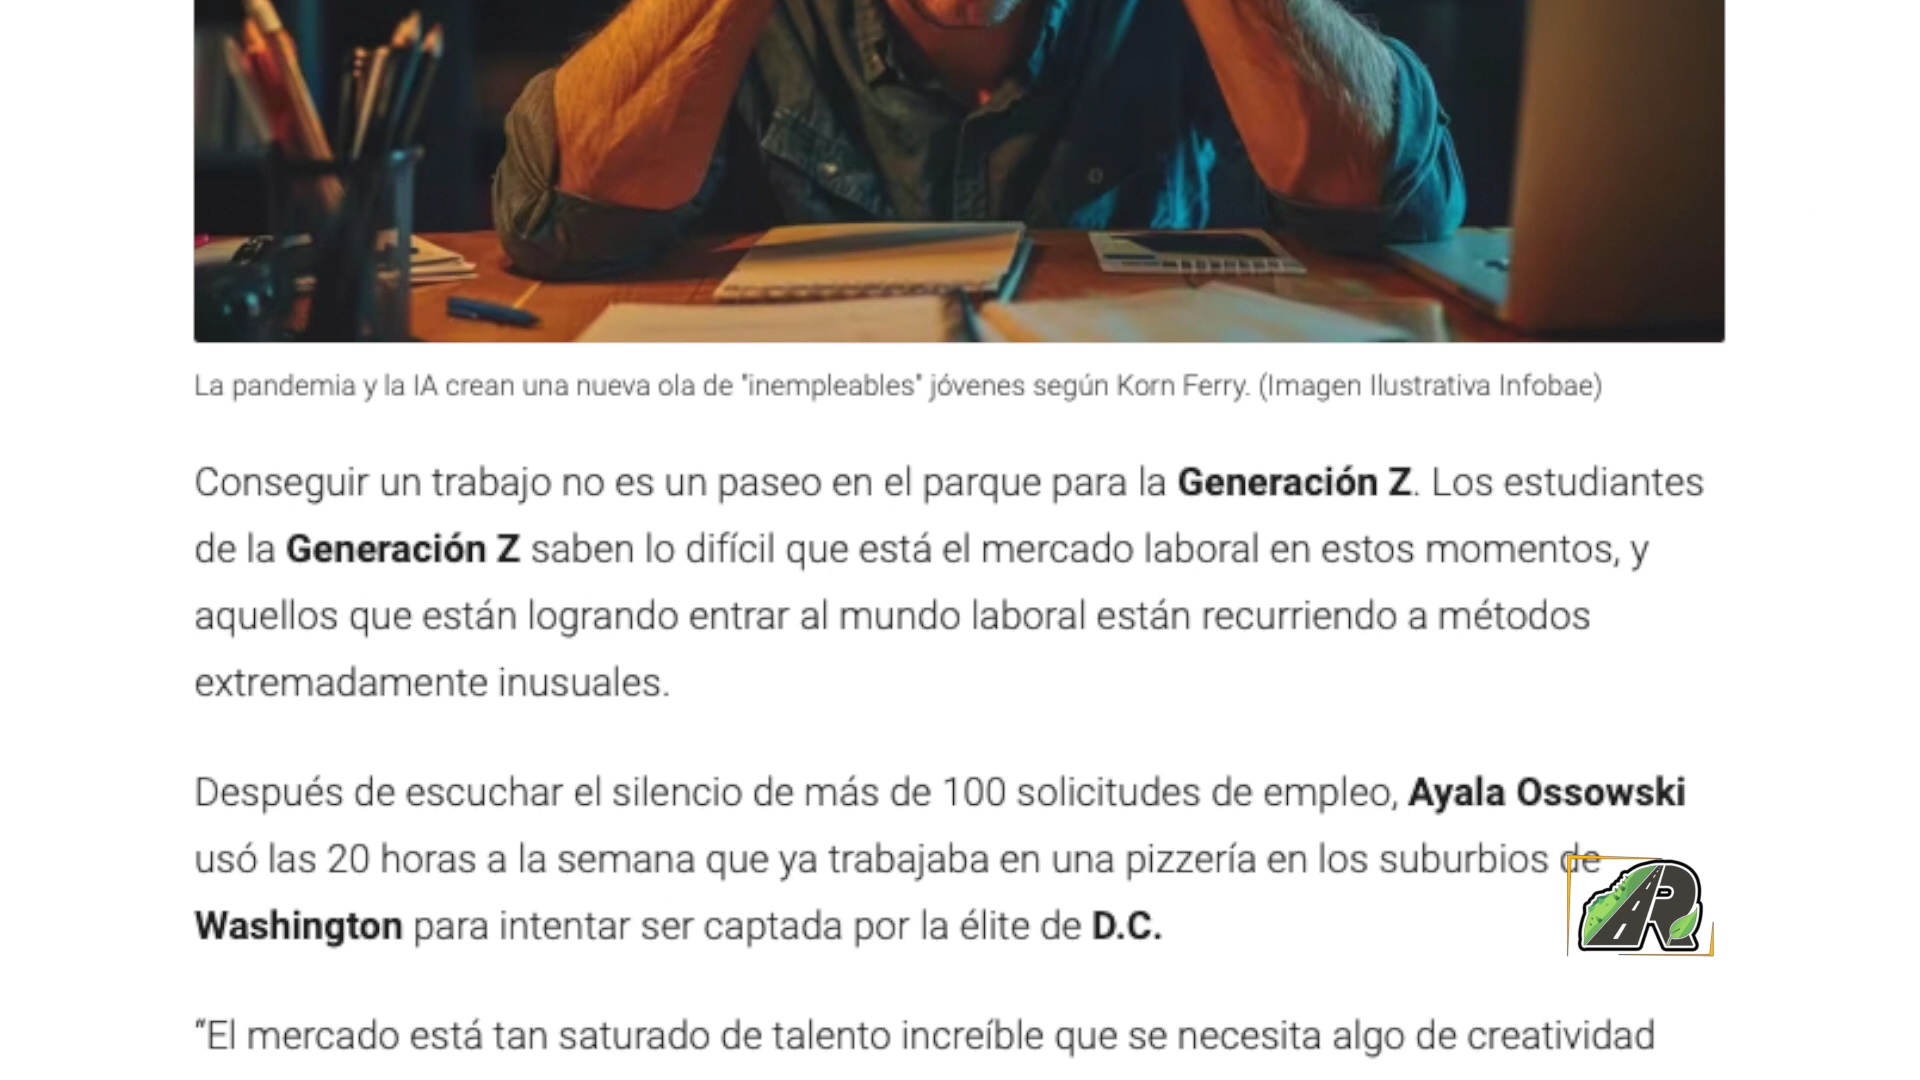 La pandemia y la IA crean una nueva ola de "inempleables" jóvenes según Korn Ferry. (Imagen Ilustrativa Infobae)
Conseguir un trabajo no es un paseo en el parque para la Generación Z. Los estudiantes
de la Generación Z saben lo difícil que está el mercado laboral en estos momentos, y
aquellos que están logrando entrar al mundo laboral están recurriendo a métodos
extremadamente inusuales.
Después de escuchar el silencio de más de 100 solicitudes de empleo, Ayala Ossowski
usó las 20 horas a la semana que ya trabajaba en una pizzería en los suburbios de
Washington para intentar ser captada por la élite de D.C.
“El mercado está tan saturado de talento increíble que se necesita algo de creatividad